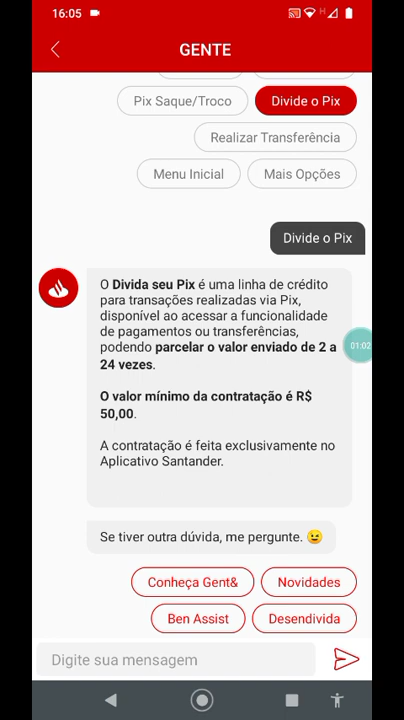 16:05
H
GENTE
Pix Saque/Troco
Divide o Pix
Realizar Transferência
Menu Inicial
Mais Opções
Divide o Pix
O Divida seu Pix é uma linha de crédito
para transações realizadas via Pix,
disponível ao acessar a funcionalidade
de pagamentos ou transferências,
podendo parcelar o valor enviado de 2 a
24 vezes.
01:02
O valor mínimo da contratação é R$
50,00.
A contratação é feita exclusivamente no
Aplicativo Santander.
Se tiver outra dúvida, me pergunte. 😉
Conheça Gent&
Novidades
Ben Assist
Desendivida
Digite sua mensagem